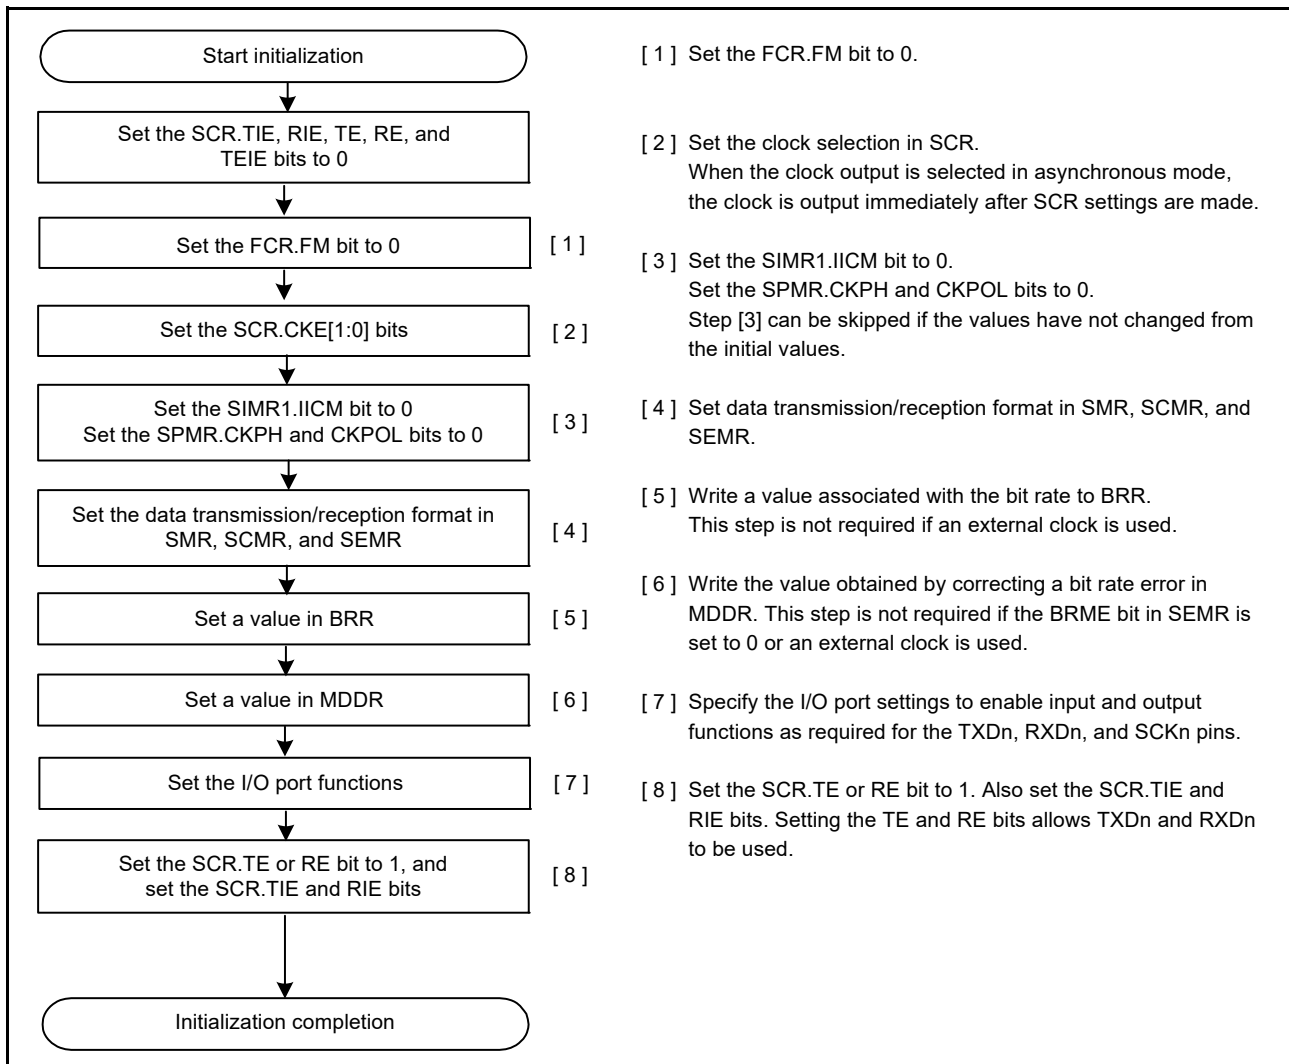 Start initialization
Set the SCR.TIE, RIE, TE, RE, and
TEIE bits to 0
Set the FCR.FM bit to 0
[ 1 ]
Set the SCR.CKE[1:0] bits
[ 2 ]
Set the SIMR1.IICM bit to 0
Set the SPMR.CKPH and CKPOL bits to 0
[ 3 ]
Set the data transmission/reception format in
SMR, SCMR, and SEMR
[ 4 ]
Set a value in BRR
[ 5 ]
Set a value in MDDR
[ 6 ]
Set the I/O port functions
[ 7 ]
Set the SCR.TE or RE bit to 1, and
set the SCR.TIE and RIE bits
[ 8 ]
Initialization completion
[ 1 ] Set the FCR.FM bit to 0.
[ 2 ] Set the clock selection in SCR.
When the clock output is selected in asynchronous mode,
the clock is output immediately after SCR settings are made.
[ 3 ] Set the SIMR1.IICM bit to 0.
Set the SPMR.CKPH and CKPOL bits to 0.
Step [3] can be skipped if the values have not changed from
the initial values.
[ 4 ] Set data transmission/reception format in SMR, SCMR, and
SEMR.
[ 5 ] Write a value associated with the bit rate to BRR.
This step is not required if an external clock is used.
[ 6 ] Write the value obtained by correcting a bit rate error in
MDDR. This step is not required if the BRME bit in SEMR is
set to 0 or an external clock is used.
[ 7 ] Specify the I/O port settings to enable input and output
functions as required for the TXDn, RXDn, and SCKn pins.
[ 8 ] Set the SCR.TE or RE bit to 1. Also set the SCR.TIE and
RIE bits. Setting the TE and RE bits allows TXDn and RXDn
to be used.